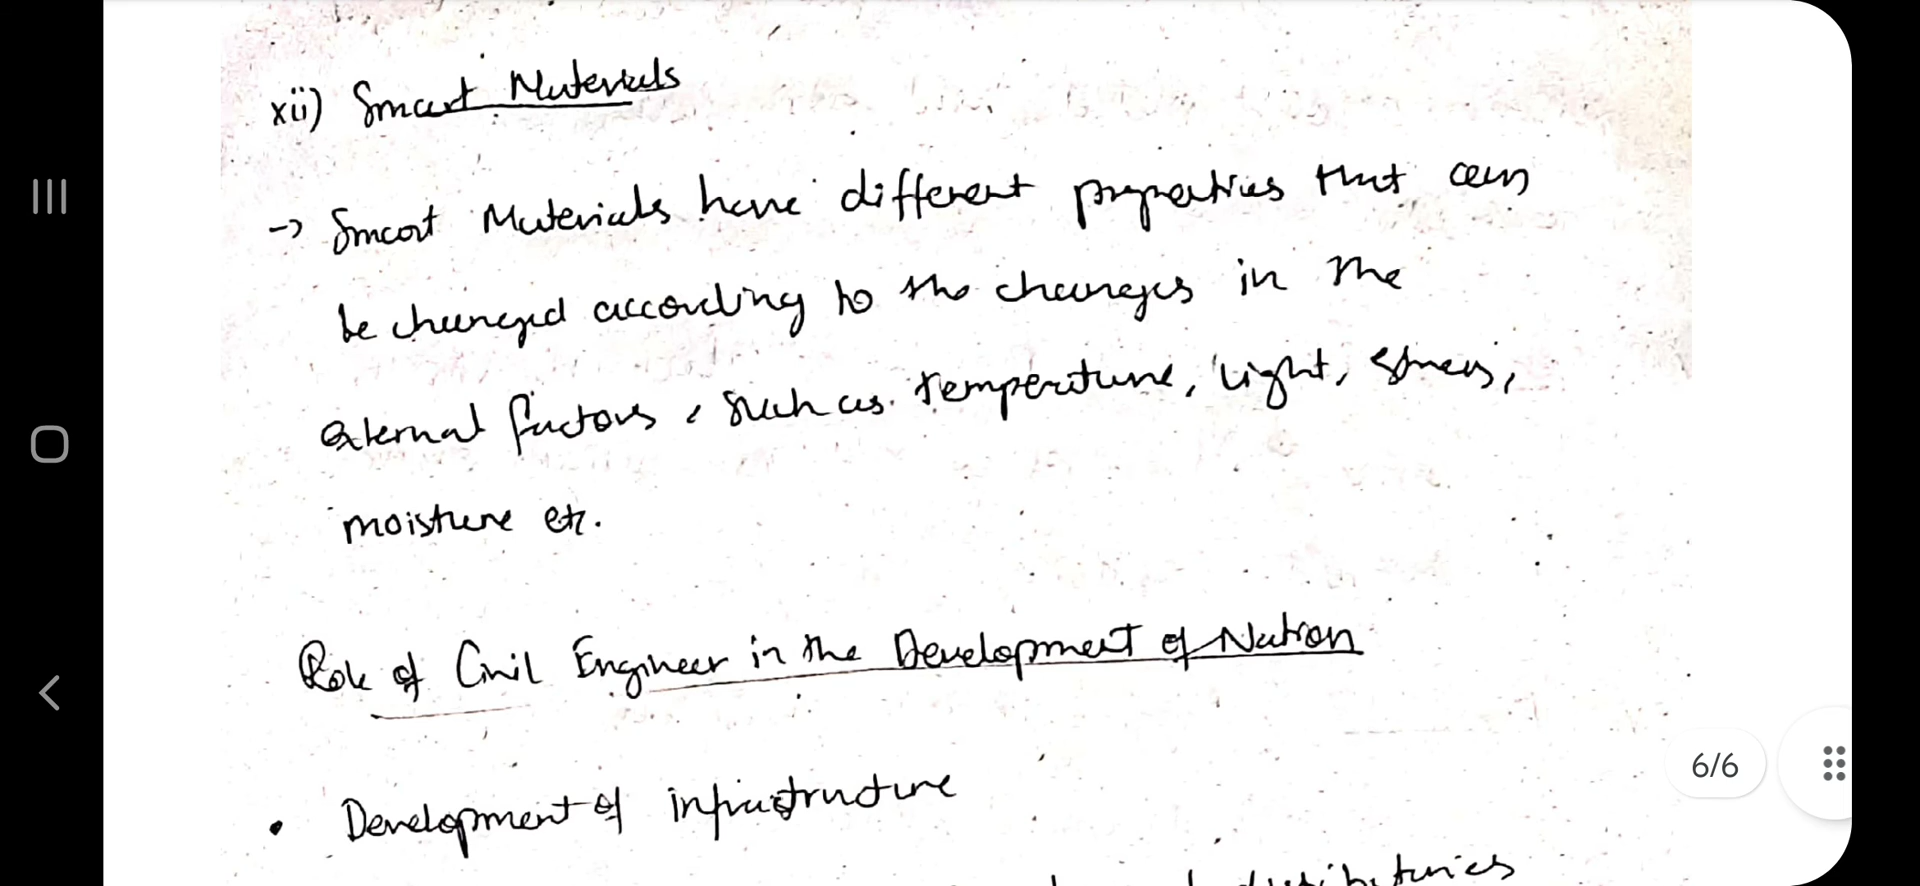 xii) Smart Materials
→ Smart Materials have different properties that can
be changed according to the changes in the
external factors, such as temperature, light, stress,
moisture etc.
Role of Civil Engineer in the Development of Nation
• Development of infrastructure
distributaries
6/6